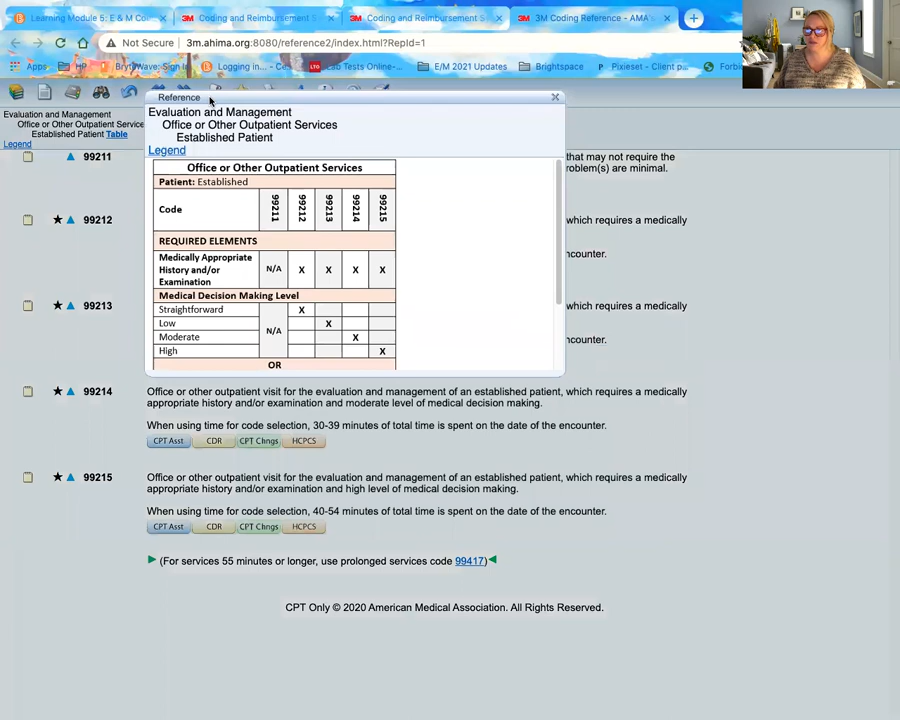 Learning Module 5: E & M Co...
3M Coding and Reimbursement S
3M Coding and Reimbursement S
3M 3M Coding Reference - AMA
Not Secure | 3m.ahima.org:8080/reference2/index.html?RepId=1
Apps
HP
BrytWave: Sign
Logging in... - Ce
LTO Lab Tests Online-...
E/M 2021 Updates
Brightspace
Pixieset - Client p...
Forbi
Evaluation and Management
Office or Other Outpatient Service
Established Patient Table
Legend
Reference
Evaluation and Management
Office or Other Outpatient Services
Established Patient
Legend
Office or Other Outpatient Services
Patient: Established
Code 99211 99212 99213 99214 99215
REQUIRED ELEMENTS
Medically Appropriate
History and/or
Examination
N/A X X X X
Medical Decision Making Level
Straightforward X
Low X
N/A
Moderate X
High X
OR
99211 that may not require the
roblem(s) are minimal.
99212 which requires a medically
ncounter.
99213 which requires a medically
ncounter.
99214 Office or other outpatient visit for the evaluation and management of an established patient, which requires a medically
appropriate history and/or examination and moderate level of medical decision making.
When using time for code selection, 30-39 minutes of total time is spent on the date of the encounter.
CPT Asst CDR CPT Chngs HCPCS
99215 Office or other outpatient visit for the evaluation and management of an established patient, which requires a medically
appropriate history and/or examination and high level of medical decision making.
When using time for code selection, 40-54 minutes of total time is spent on the date of the encounter.
CPT Asst CDR CPT Chngs HCPCS
(For services 55 minutes or longer, use prolonged services code 99417)
CPT Only © 2020 American Medical Association. All Rights Reserved.